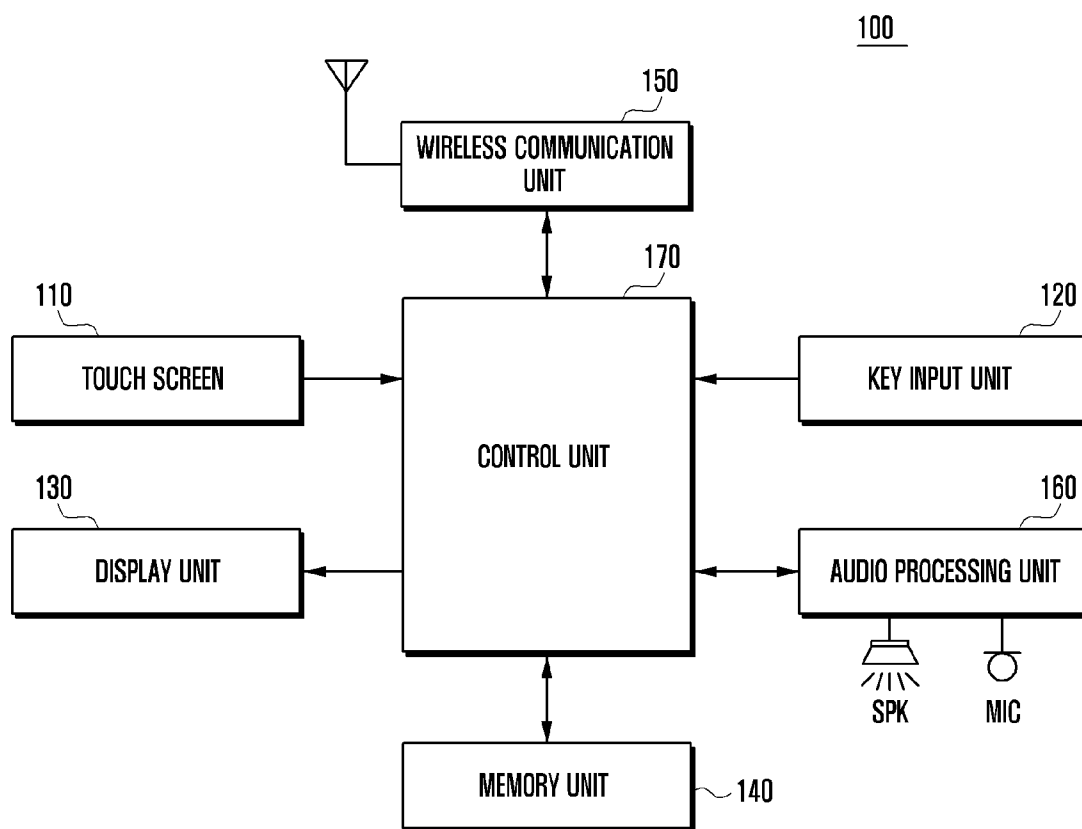 100
150
WIRELESS COMMUNICATION
UNIT
170
110
120
TOUCH SCREEN
KEY INPUT UNIT
CONTROL UNIT
130
160
DISPLAY UNIT
AUDIO PROCESSING UNIT
SPK
MIC
MEMORY UNIT
140